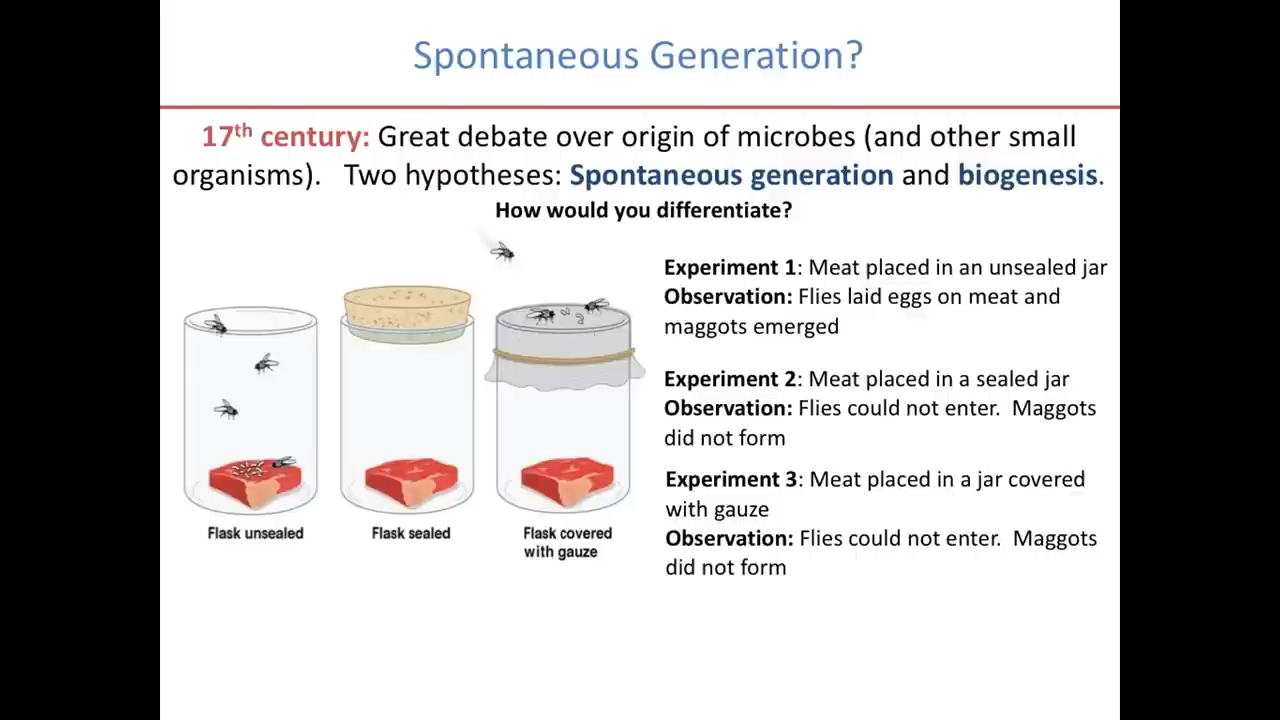 Spontaneous Generation?
17th century: Great debate over origin of microbes (and other small
organisms). Two hypotheses: Spontaneous generation and biogenesis.
How would you differentiate?
Experiment 1: Meat placed in an unsealed jar
Observation: Flies laid eggs on meat and
maggots emerged
Experiment 2: Meat placed in a sealed jar
Observation: Flies could not enter. Maggots
did not form
Experiment 3: Meat placed in a jar covered
with gauze
Observation: Flies could not enter. Maggots
did not form
Flask unsealed
Flask sealed
Flask covered
with gauze